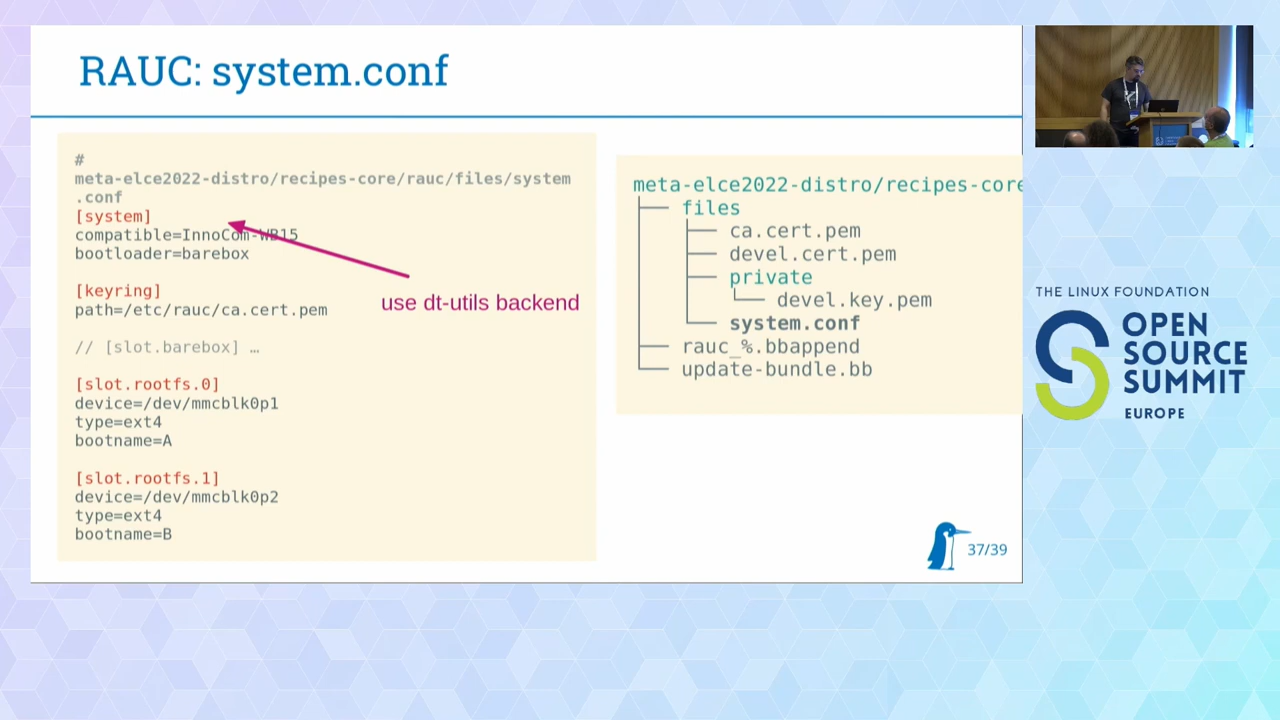 RAUC: system.conf
#
meta-elce2022-distro/recipes-core/rauc/files/system
.conf
[system]
compatible=InnoCom-WB15
bootloader=barebox
[keyring]
path=/etc/rauc/ca.cert.pem
use dt-utils backend
// [slot.barebox] …
[slot.rootfs.0]
device=/dev/mmcblk0p1
type=ext4
bootname=A
[slot.rootfs.1]
device=/dev/mmcblk0p2
type=ext4
bootname=B
meta-elce2022-distro/recipes-core
files
ca.cert.pem
devel.cert.pem
private
devel.key.pem
system.conf
rauc_%.bbappend
update-bundle.bb
37/39
THE LINUX FOUNDATION
OPEN
SOURCE
SUMMIT
EUROPE